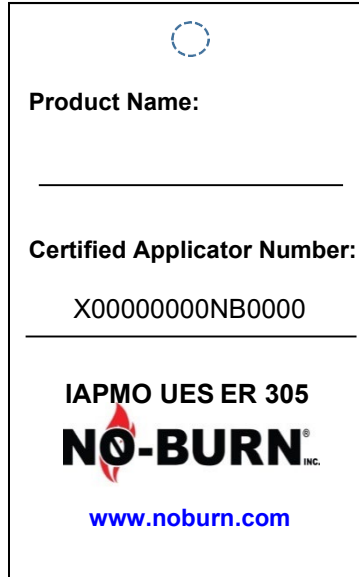 Product Name:
Certified Applicator Number:
X00000000NB0000
IAPMO UES ER 305
NO-BURN® INC.
www.noburn.com